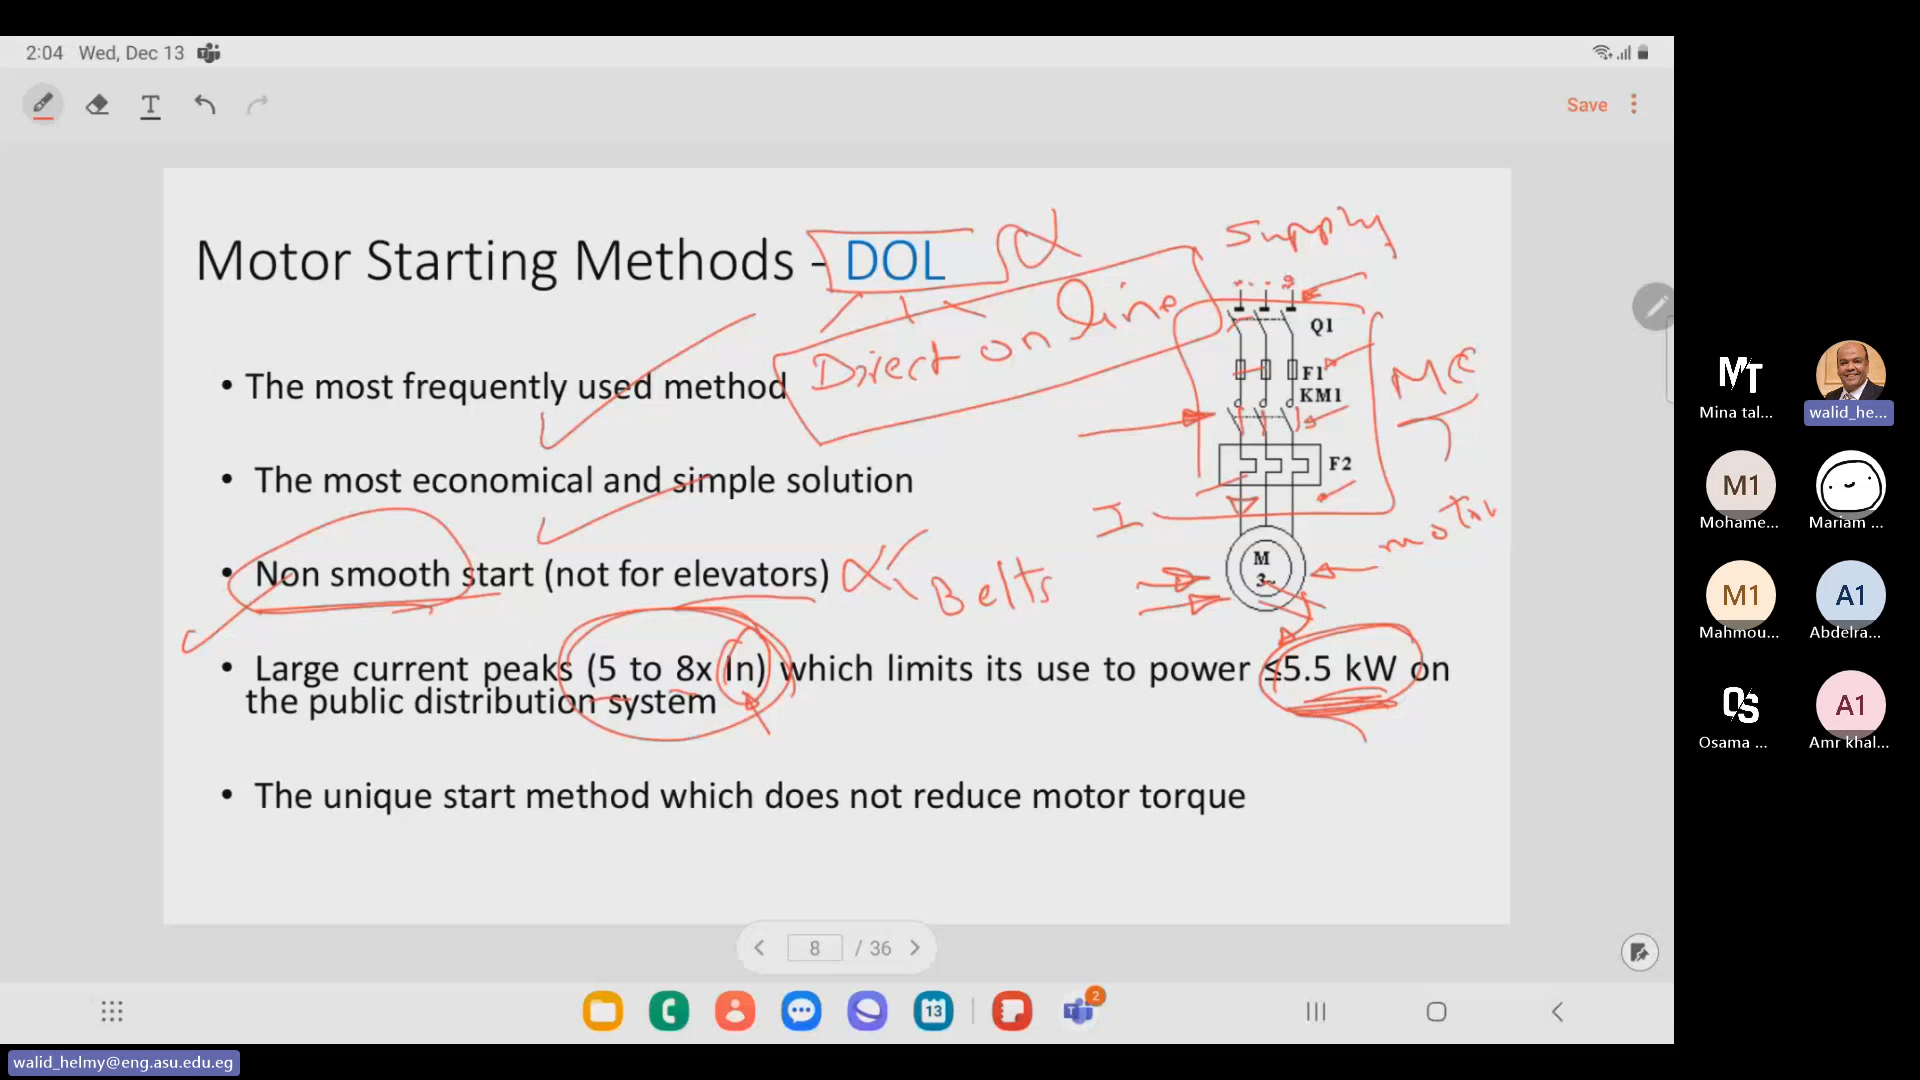 2:04 Wed, Dec 13
T
Save
Motor Starting Methods - DOL
Supply
Direct on line
Q1
F1
KM1
F2
M
3~
I
motor
Belts
• The most frequently used method
• The most economical and simple solution
• Non smooth start (not for elevators)
• Large current peaks (5 to 8x In) which limits its use to power ≤5.5 kW on
the public distribution system
• The unique start method which does not reduce motor torque
8 / 36
13
2
MT
Mina tal...
walid_he...
M1
Mohame...
Mariam ...
M1
Mahmou...
A1
Abdelra...
OS
Osama ...
A1
Amr khal...
walid_helmy@eng.asu.edu.eg